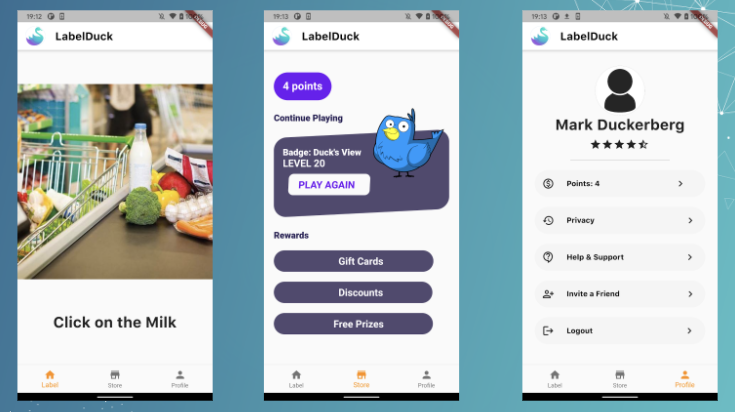 19:12
LabelDuck
Click on the Milk
Label
Store
Profile
19:13
LabelDuck
4 points
Continue Playing
Badge: Duck's View
LEVEL 20
PLAY AGAIN
Rewards
Gift Cards
Discounts
Free Prizes
Label
Store
Profile
19:13
LabelDuck
Mark Duckerberg
Points: 4
Privacy
Help & Support
Invite a Friend
Logout
Label
Store
Profile